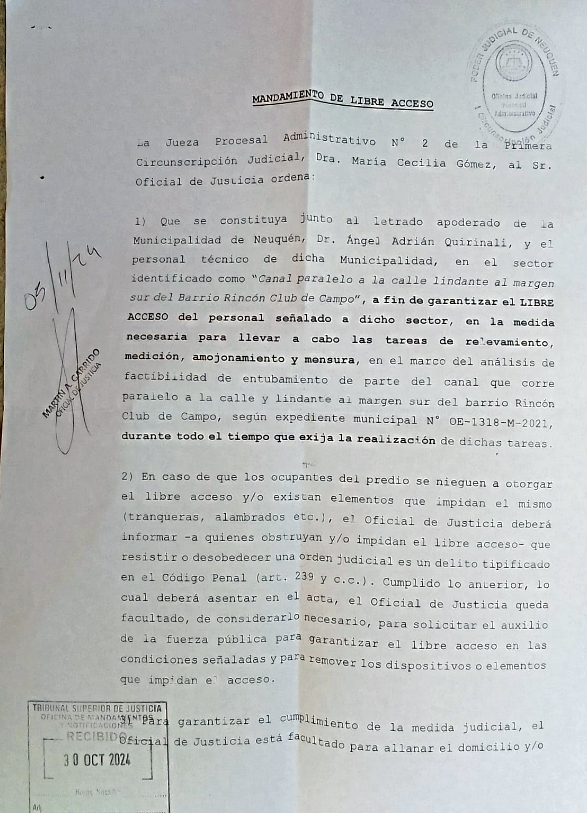 PODER JUDICIAL DE NEUQUEN
Oficina Judicial
Procesal
Administrativa
I Circunscripción Judicial
MANDAMIENTO DE LIBRE ACCESO
La Jueza Procesal Administrativo N° 2 de la Primera
Circunscripción Judicial, Dra. María Cecilia Gómez, al Sr.
Oficial de Justicia ordena:
1) Que se constituya junto al letrado apoderado de la
Municipalidad de Neuquén, Dr. Ángel Adrián Quirinali, y el
personal técnico de dicha Municipalidad, en el sector
identificado como "Canal paralelo a la calle lindante al margen
sur del Barrio Rincón Club de Campo", a fin de garantizar el LIBRE
ACCESO del personal señalado a dicho sector, en la medida
necesaria para llevar a cabo las tareas de relevamiento,
medición, amojonamiento y mensura, en el marco del análisis de
factibilidad de entubamiento de parte del canal que corre
paralelo a la calle y lindante al margen sur del barrio Rincón
Club de Campo, según expediente municipal N° OE-1318-M-2021,
durante todo el tiempo que exija la realización de dichas tareas.
05/11/24
MARTIN A. GARRIDO
OFICIAL DE JUSTICIA
2) En caso de que los ocupantes del predio se nieguen a otorgar
el libre acceso y/o existan elementos que impidan el mismo
(tranqueras, alambrados etc.), el Oficial de Justicia deberá
informar -a quienes obstruyan y/o impidan el libre acceso- que
resistir o desobedecer una orden judicial es un delito tipificado
en el Código Penal (art. 239 y c.c.). Cumplido lo anterior, lo
cual deberá asentar en el acta, el Oficial de Justicia queda
facultado, de considerarlo necesario, para solicitar el auxilio
de la fuerza pública para garantizar el libre acceso en las
condiciones señaladas y para remover los dispositivos o elementos
que impidan el acceso.
3) Para garantizar el cumplimiento de la medida judicial, el
Oficial de Justicia está facultado para allanar el domicilio y/o
TRIBUNAL SUPERIOR DE JUSTICIA
OFICINA DE MANDAMIENTOS
Y NOTIFICACIONES
RECIBIDO
30 OCT 2024